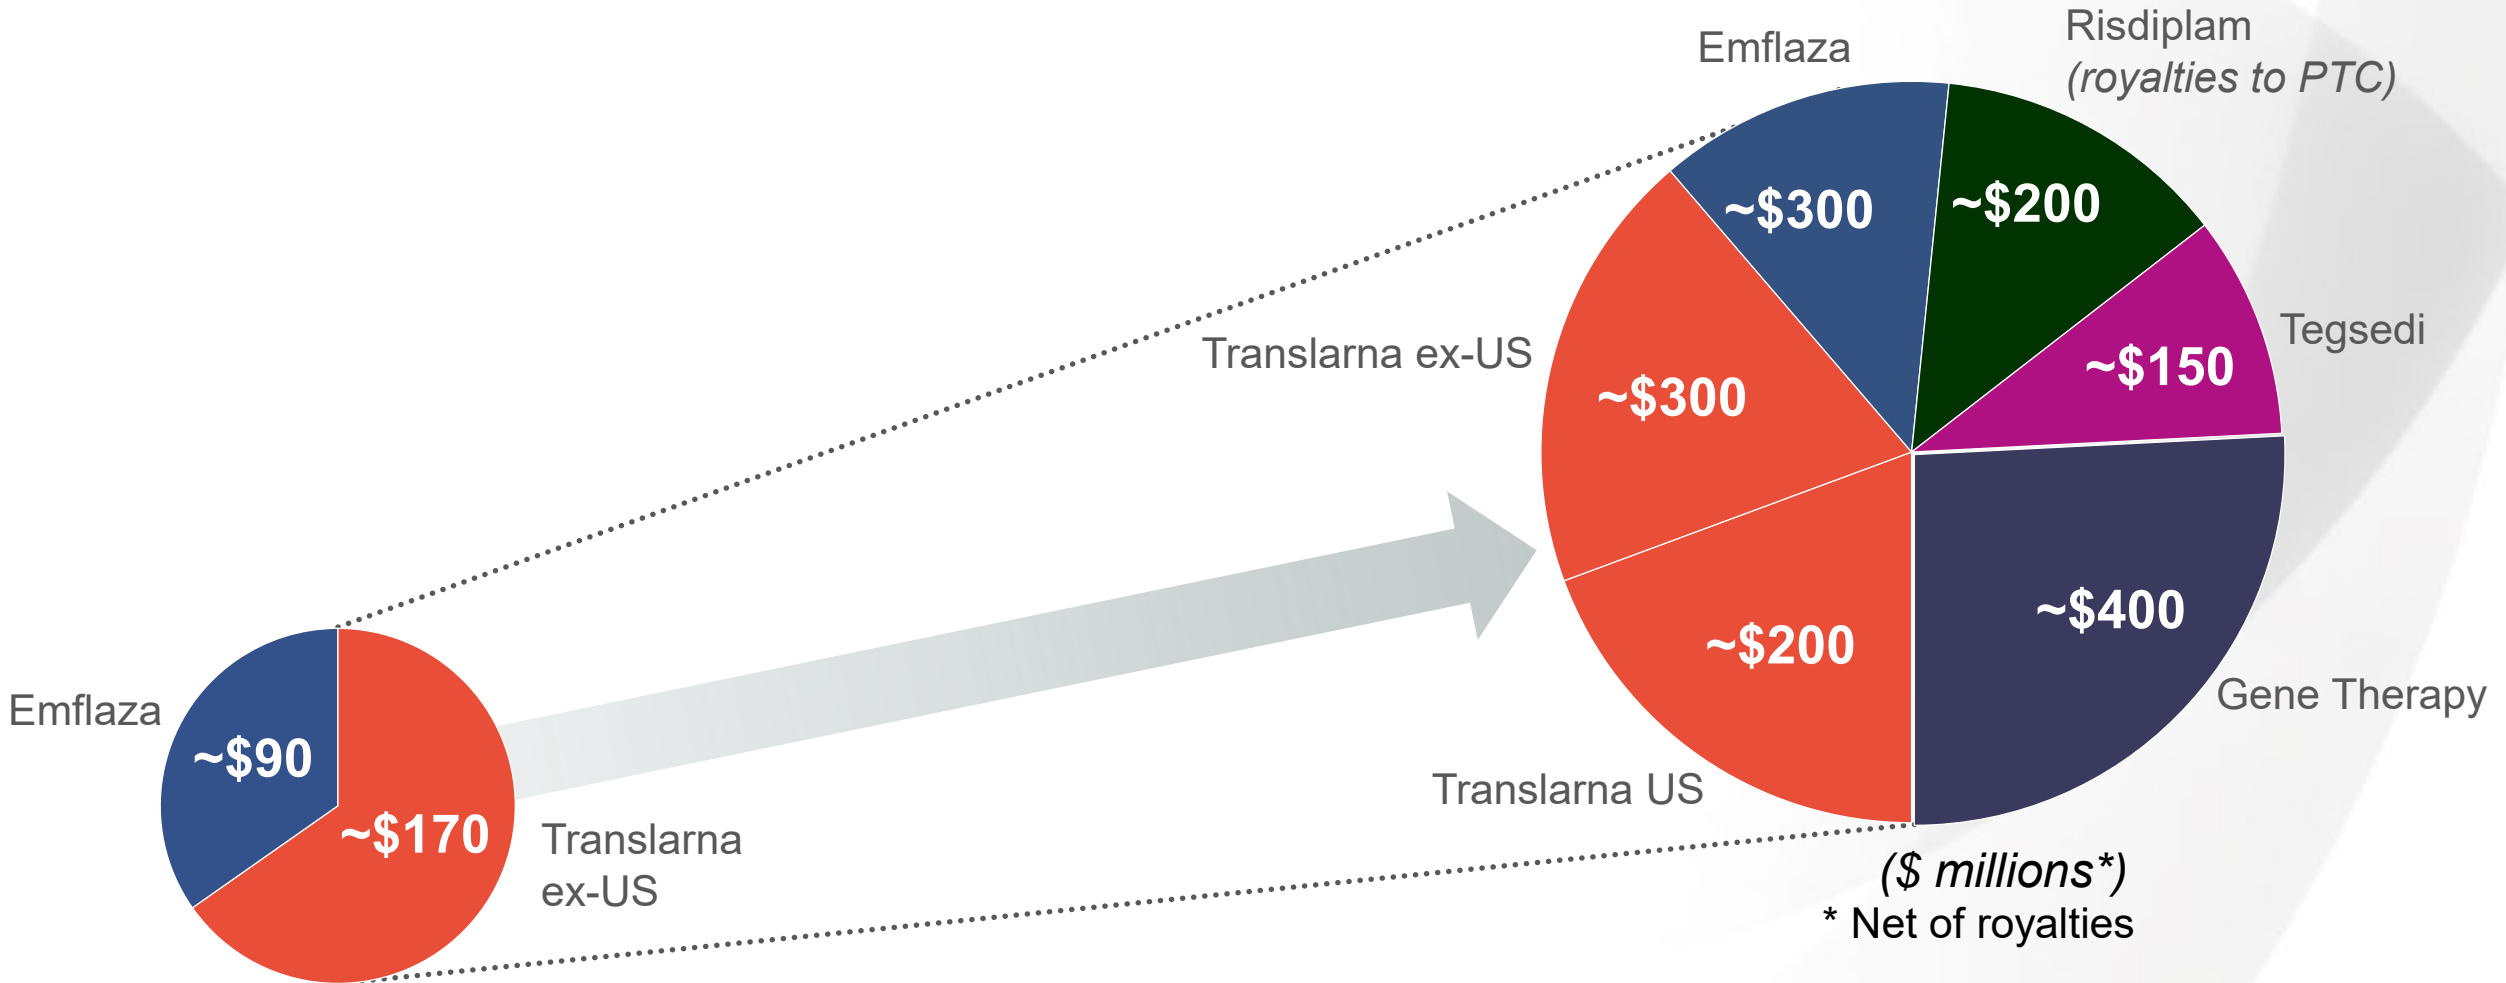 Emflaza
Risdiplam
(royalties to PTC)
~$300
~$200
Tegsedi
Translarna ex-US
~$150
~$300
~$400
~$200
Gene Therapy
Emflaza
~$90
Translarna US
~$170
Translarna
ex-US
($ millions*)
* Net of royalties